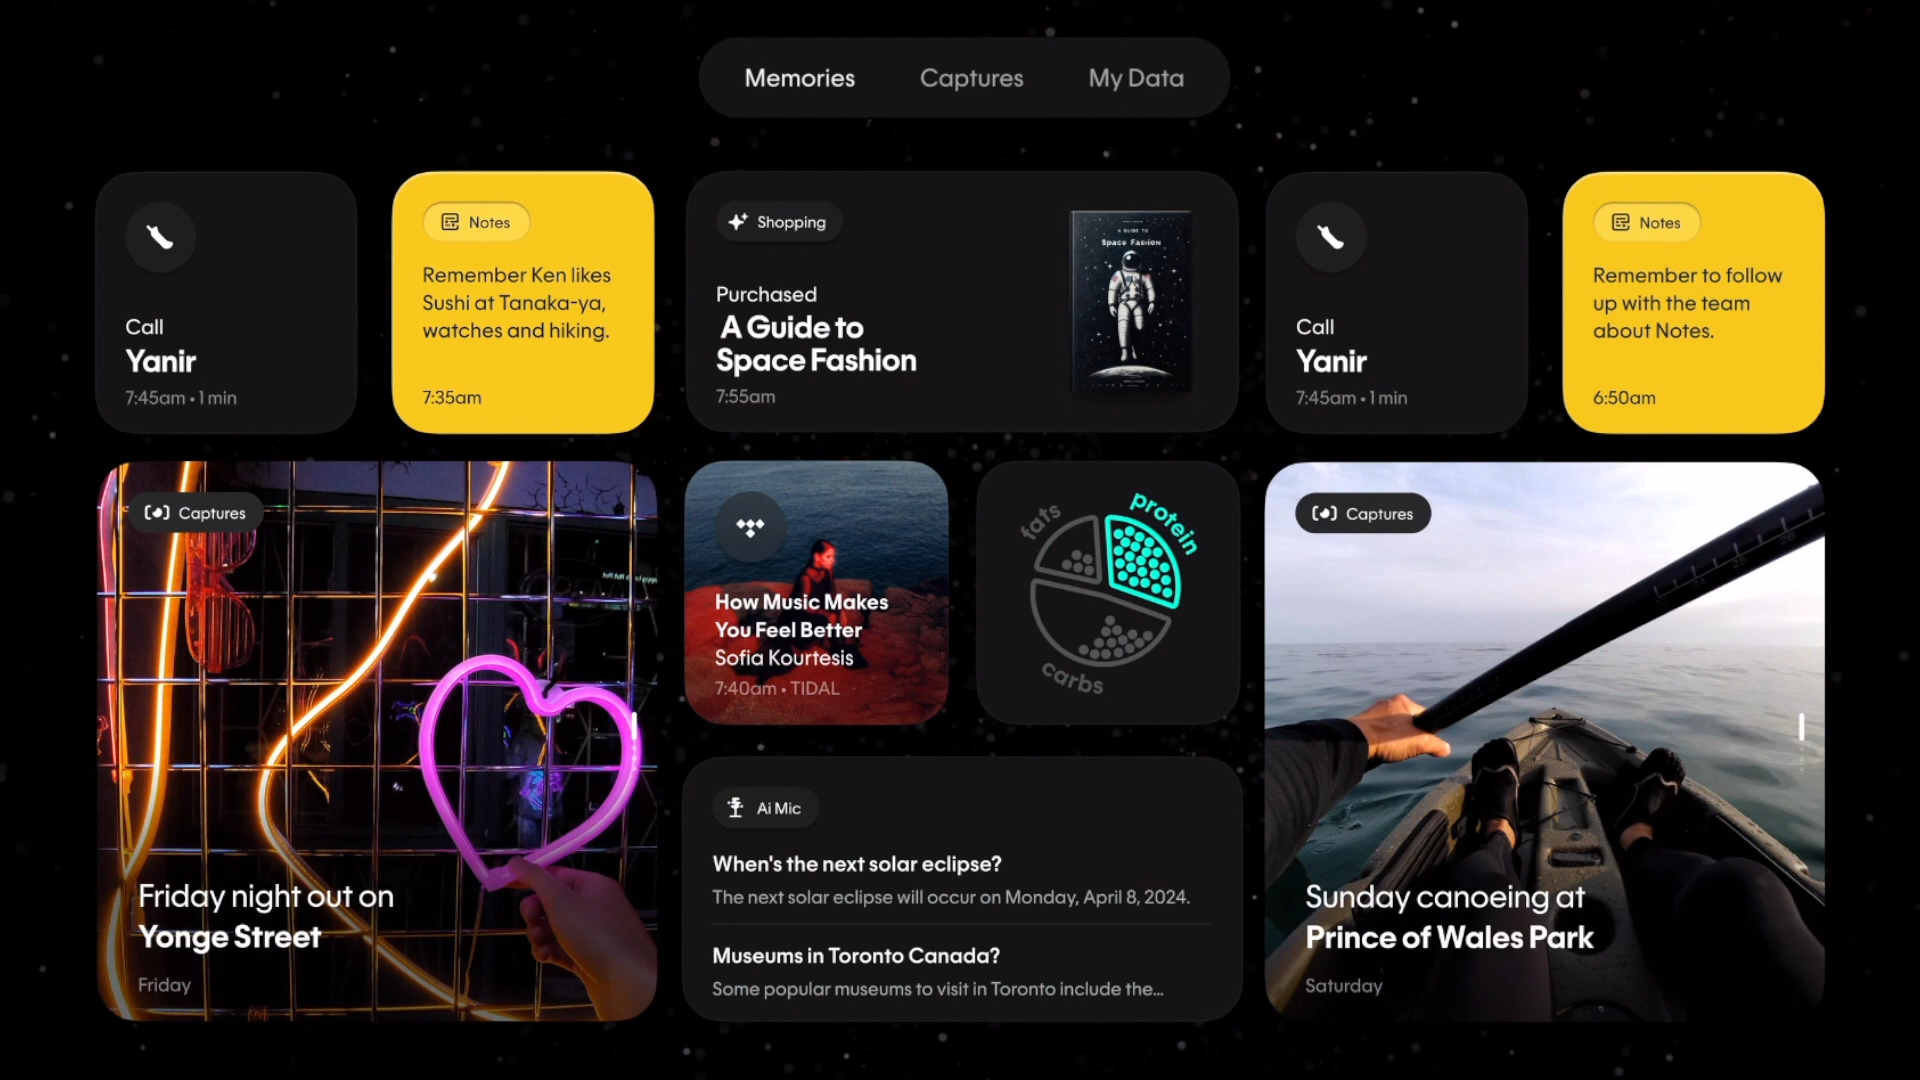 Memories
Captures
My Data
Call
Yanir
7:45am • 1 min
Notes
Remember Ken likes
Sushi at Tanaka-ya,
watches and hiking.
7:35am
Shopping
Purchased
A Guide to
Space Fashion
7:55am
A GUIDE TO
Space Fashion
Call
Yanir
7:45am • 1 min
Notes
Remember to follow
up with the team
about Notes.
6:50am
Captures
Friday night out on
Yonge Street
Friday
How Music Makes
You Feel Better
Sofia Kourtesis
7:40am • TIDAL
fats
protein
carbs
Ai Mic
When's the next solar eclipse?
The next solar eclipse will occur on Monday, April 8, 2024.
Museums in Toronto Canada?
Some popular museums to visit in Toronto include the...
Captures
Sunday canoeing at
Prince of Wales Park
Saturday